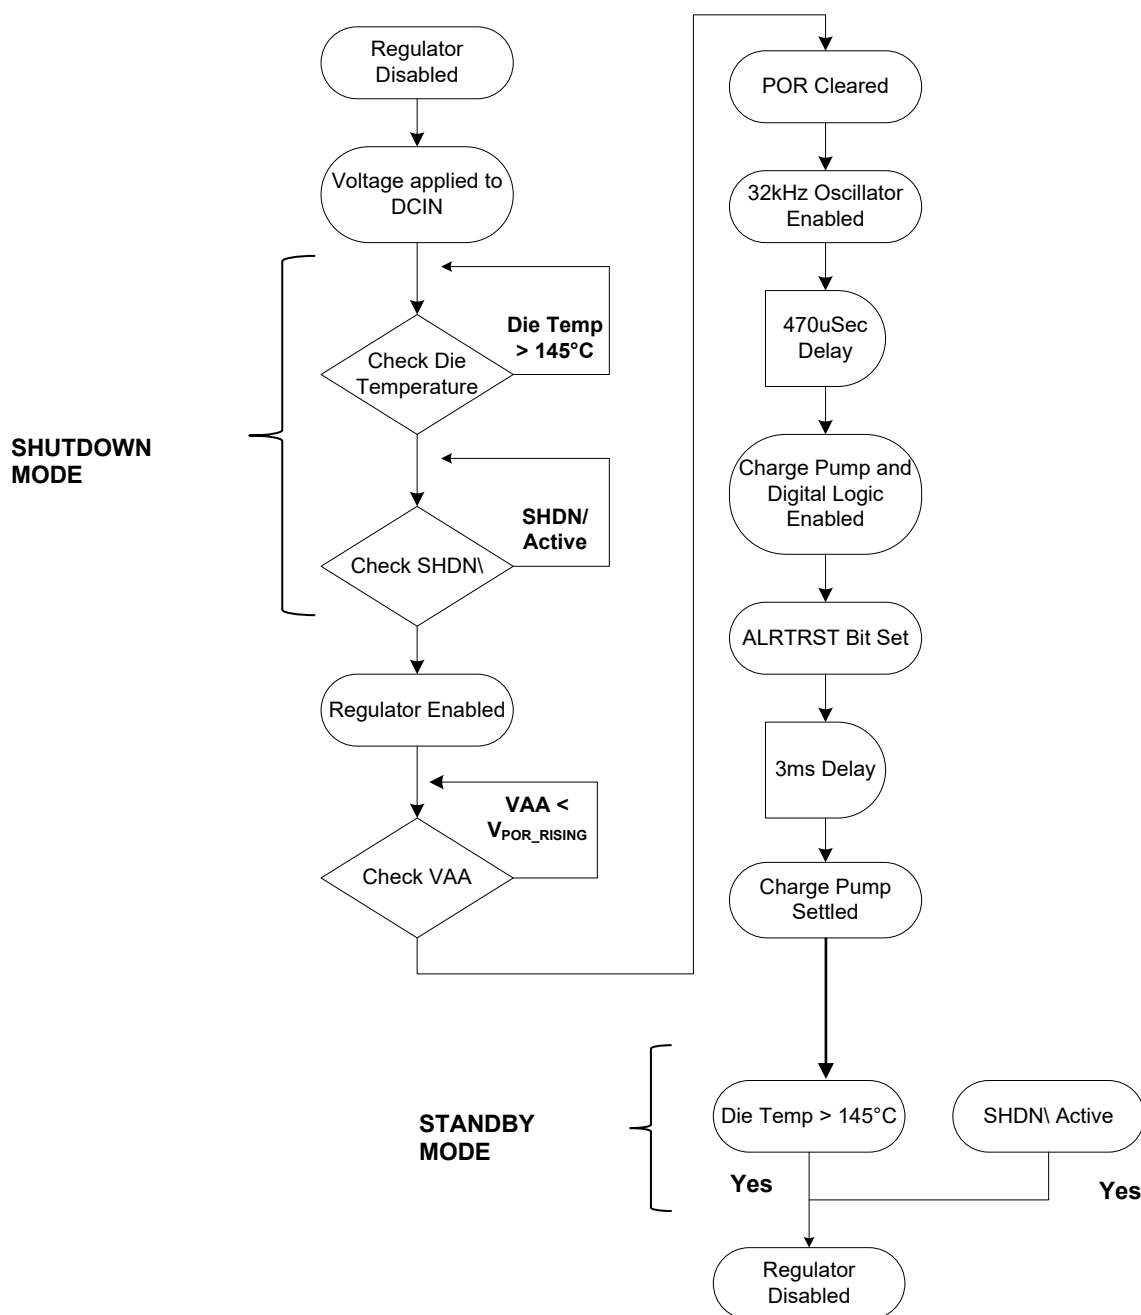 Regulator
Disabled
Voltage applied to
DCIN
Die Temp
> 145°C
Check Die
Temperature
SHUTDOWN
MODE
SHDN/
Active
Check SHDN\
Regulator Enabled
VAA <
VPOR_RISING
Check VAA
POR Cleared
32kHz Oscillator
Enabled
470uSec
Delay
Charge Pump and
Digital Logic
Enabled
ALRTRST Bit Set
3ms Delay
Charge Pump
Settled
STANDBY
MODE
Die Temp > 145°C
SHDN\ Active
Yes
Yes
Regulator
Disabled